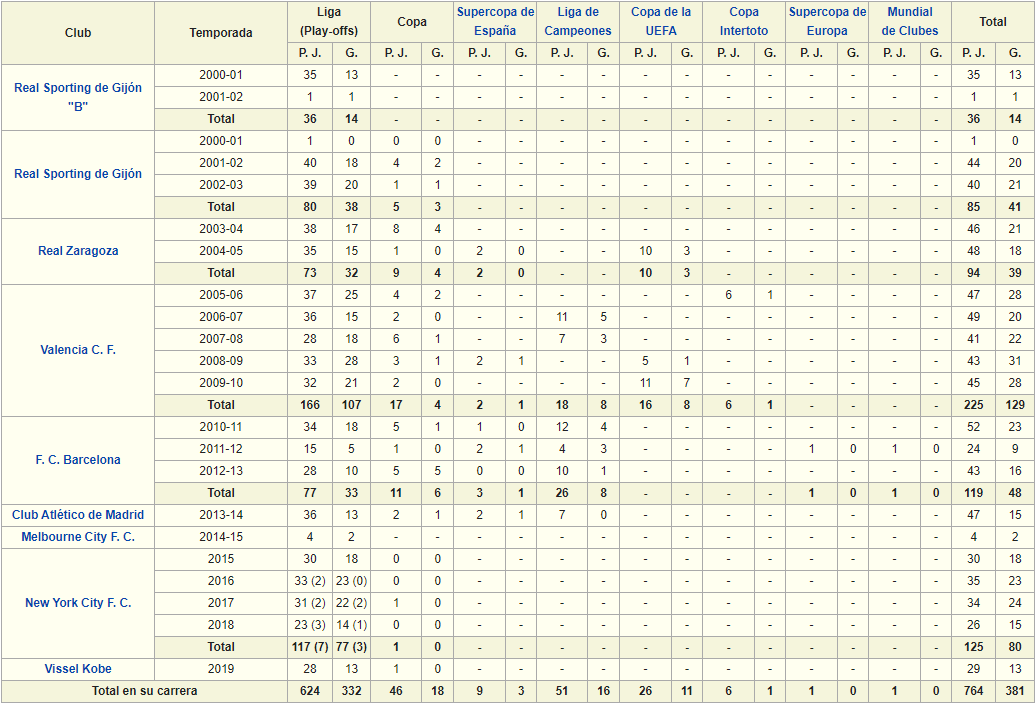 Club Temporada Liga (Play-offs) Copa Supercopa de España Liga de Campeones Copa de la UEFA Copa Intertoto Supercopa de Europa Mundial de Clubes Total
P. J. G. P. J. G. P. J. G. P. J. G. P. J. G. P. J. G. P. J. G. P. J. G. P. J. G.
Real Sporting de Gijón "B" 2000-01 35 13 - - - - - - - - - - - - - - 35 13
2001-02 1 1 - - - - - - - - - - - - - - 1 1
Total 36 14 - - - - - - - - - - - - - - 36 14
Real Sporting de Gijón 2000-01 1 0 0 0 - - - - - - - - - - - - 1 0
2001-02 40 18 4 2 - - - - - - - - - - - - 44 20
2002-03 39 20 1 1 - - - - - - - - - - - - 40 21
Total 80 38 5 3 - - - - - - - - - - - - 85 41
Real Zaragoza 2003-04 38 17 8 4 - - - - - - - - - - - - 46 21
2004-05 35 15 1 0 2 0 - - 10 3 - - - - - - 48 18
Total 73 32 9 4 2 0 - - 10 3 - - - - - - 94 39
Valencia C. F. 2005-06 37 25 4 2 - - - - - - 6 1 - - - - 47 28
2006-07 36 15 2 0 - - 11 5 - - - - - - - - 49 20
2007-08 28 18 6 1 - - 7 3 - - - - - - - - 41 22
2008-09 33 28 3 1 2 1 - - 5 1 - - - - - - 43 31
2009-10 32 21 2 0 - - - - 11 7 - - - - - - 45 28
Total 166 107 17 4 2 1 18 8 16 8 6 1 - - - - 225 129
F. C. Barcelona 2010-11 34 18 5 1 1 0 12 4 - - - - - - - - 52 23
2011-12 15 5 1 0 2 1 4 3 - - - - 1 0 1 0 24 9
2012-13 28 10 5 5 0 0 10 1 - - - - - - - - 43 16
Total 77 33 11 6 3 1 26 8 - - - - 1 0 1 0 119 48
Club Atlético de Madrid 2013-14 36 13 2 1 2 1 7 0 - - - - - - - - 47 15
Melbourne City F. C. 2014-15 4 2 - - - - - - - - - - - - - - 4 2
New York City F. C. 2015 30 18 0 0 - - - - - - - - - - - - 30 18
2016 33 (2) 23 (0) 0 0 - - - - - - - - - - - - 35 23
2017 31 (2) 22 (2) 1 0 - - - - - - - - - - - - 34 24
2018 23 (3) 14 (1) 0 0 - - - - - - - - - - - - 26 15
Total 117 (7) 77 (3) 1 0 - - - - - - - - - - - - 125 80
Vissel Kobe 2019 28 13 1 0 - - - - - - - - - - - - 29 13
Total en su carrera 624 332 46 18 9 3 51 16 26 11 6 1 1 0 1 0 764 381